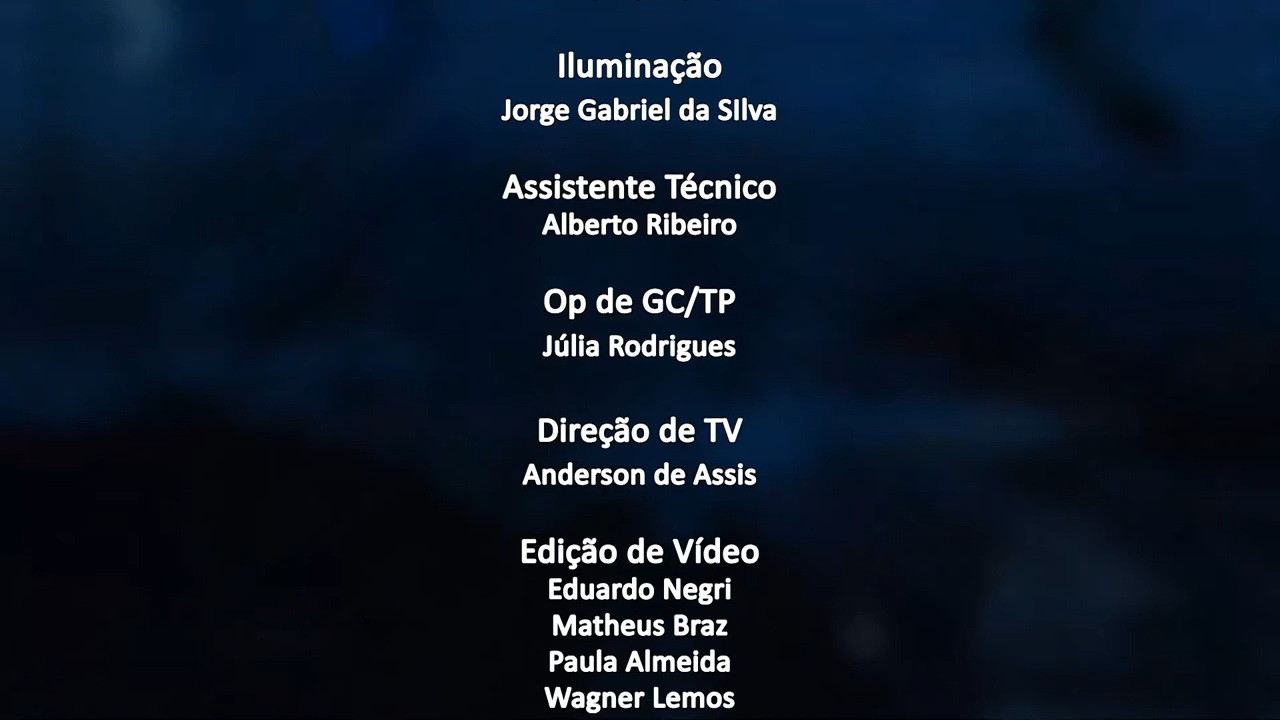 Iluminação
Jorge Gabriel da SIlva
Assistente Técnico
Alberto Ribeiro
Op de GC/TP
Júlia Rodrigues
Direção de TV
Anderson de Assis
Edição de Vídeo
Eduardo Negri
Matheus Braz
Paula Almeida
Wagner Lemos